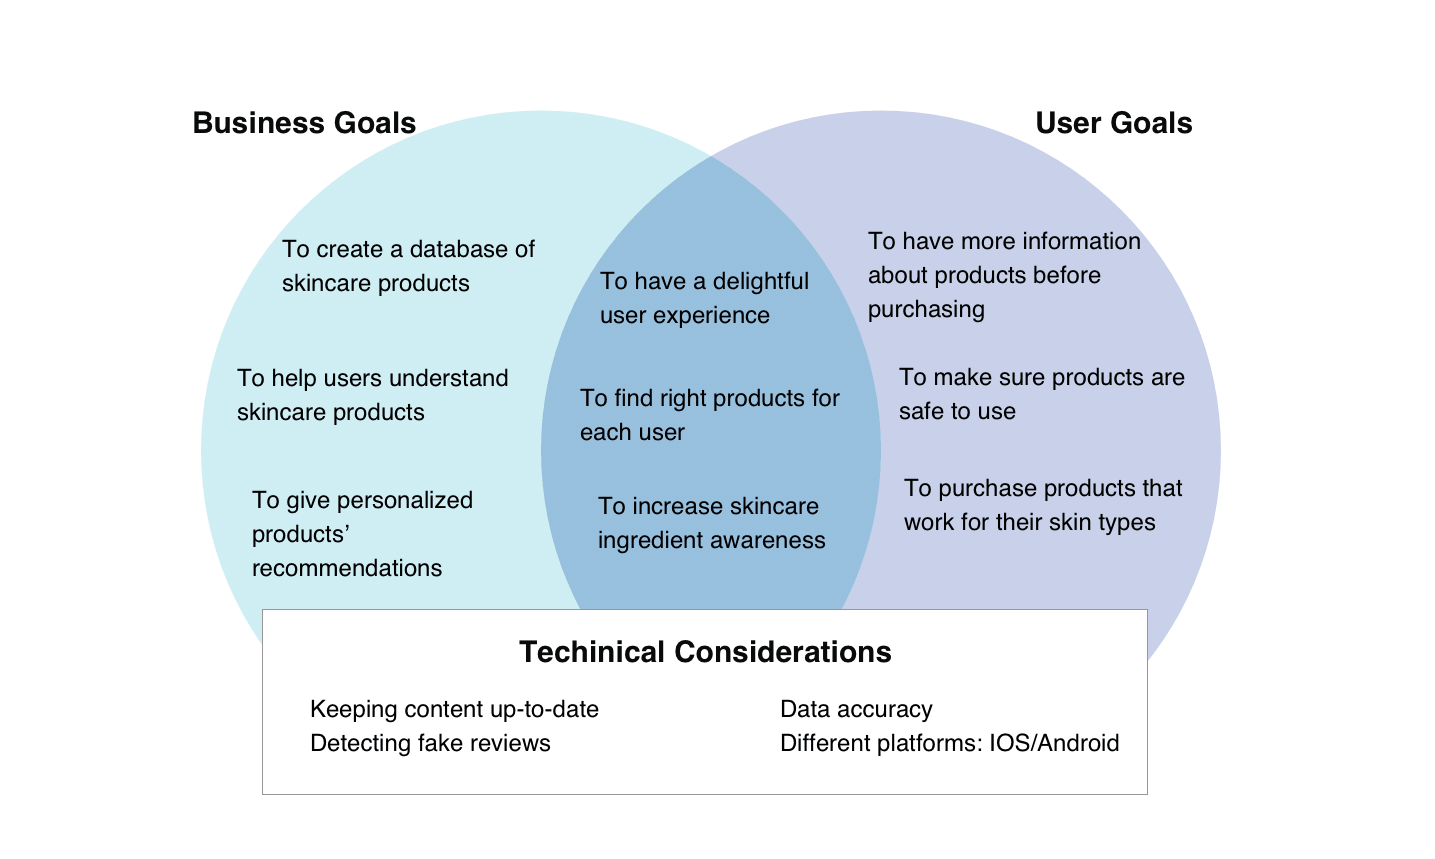 Business Goals
User Goals
To create a database of
skincare products
To help users understand
skincare products
To give personalized
products’
recommendations
To have a delightful
user experience
To find right products for
each user
To increase skincare
ingredient awareness
To have more information
about products before
purchasing
To make sure products are
safe to use
To purchase products that
work for their skin types
Techinical Considerations
Keeping content up-to-date
Detecting fake reviews
Data accuracy
Different platforms: IOS/Android